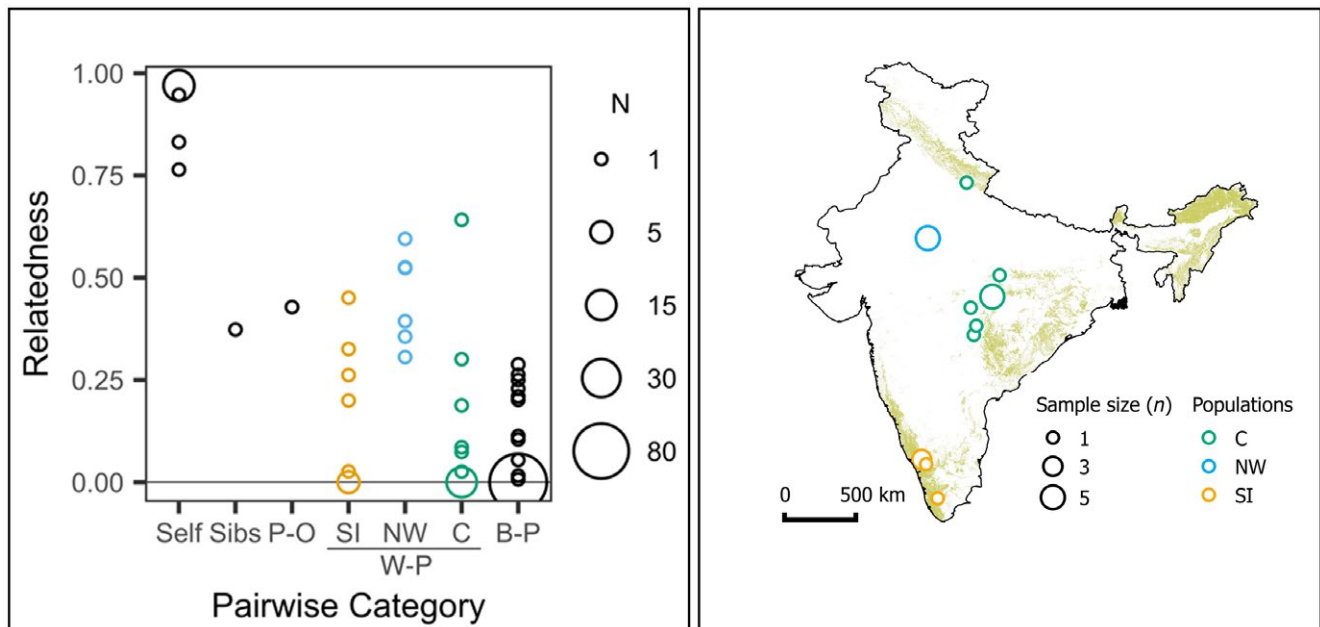 1.00
0.75
0.50
0.25
0.00
Relatedness
Self Sibs P-O SI NW C B-P
W-P
Pairwise Category
N
1
5
15
30
80
0 500 km
Sample size (n)
1
3
5
Populations
C
NW
SI